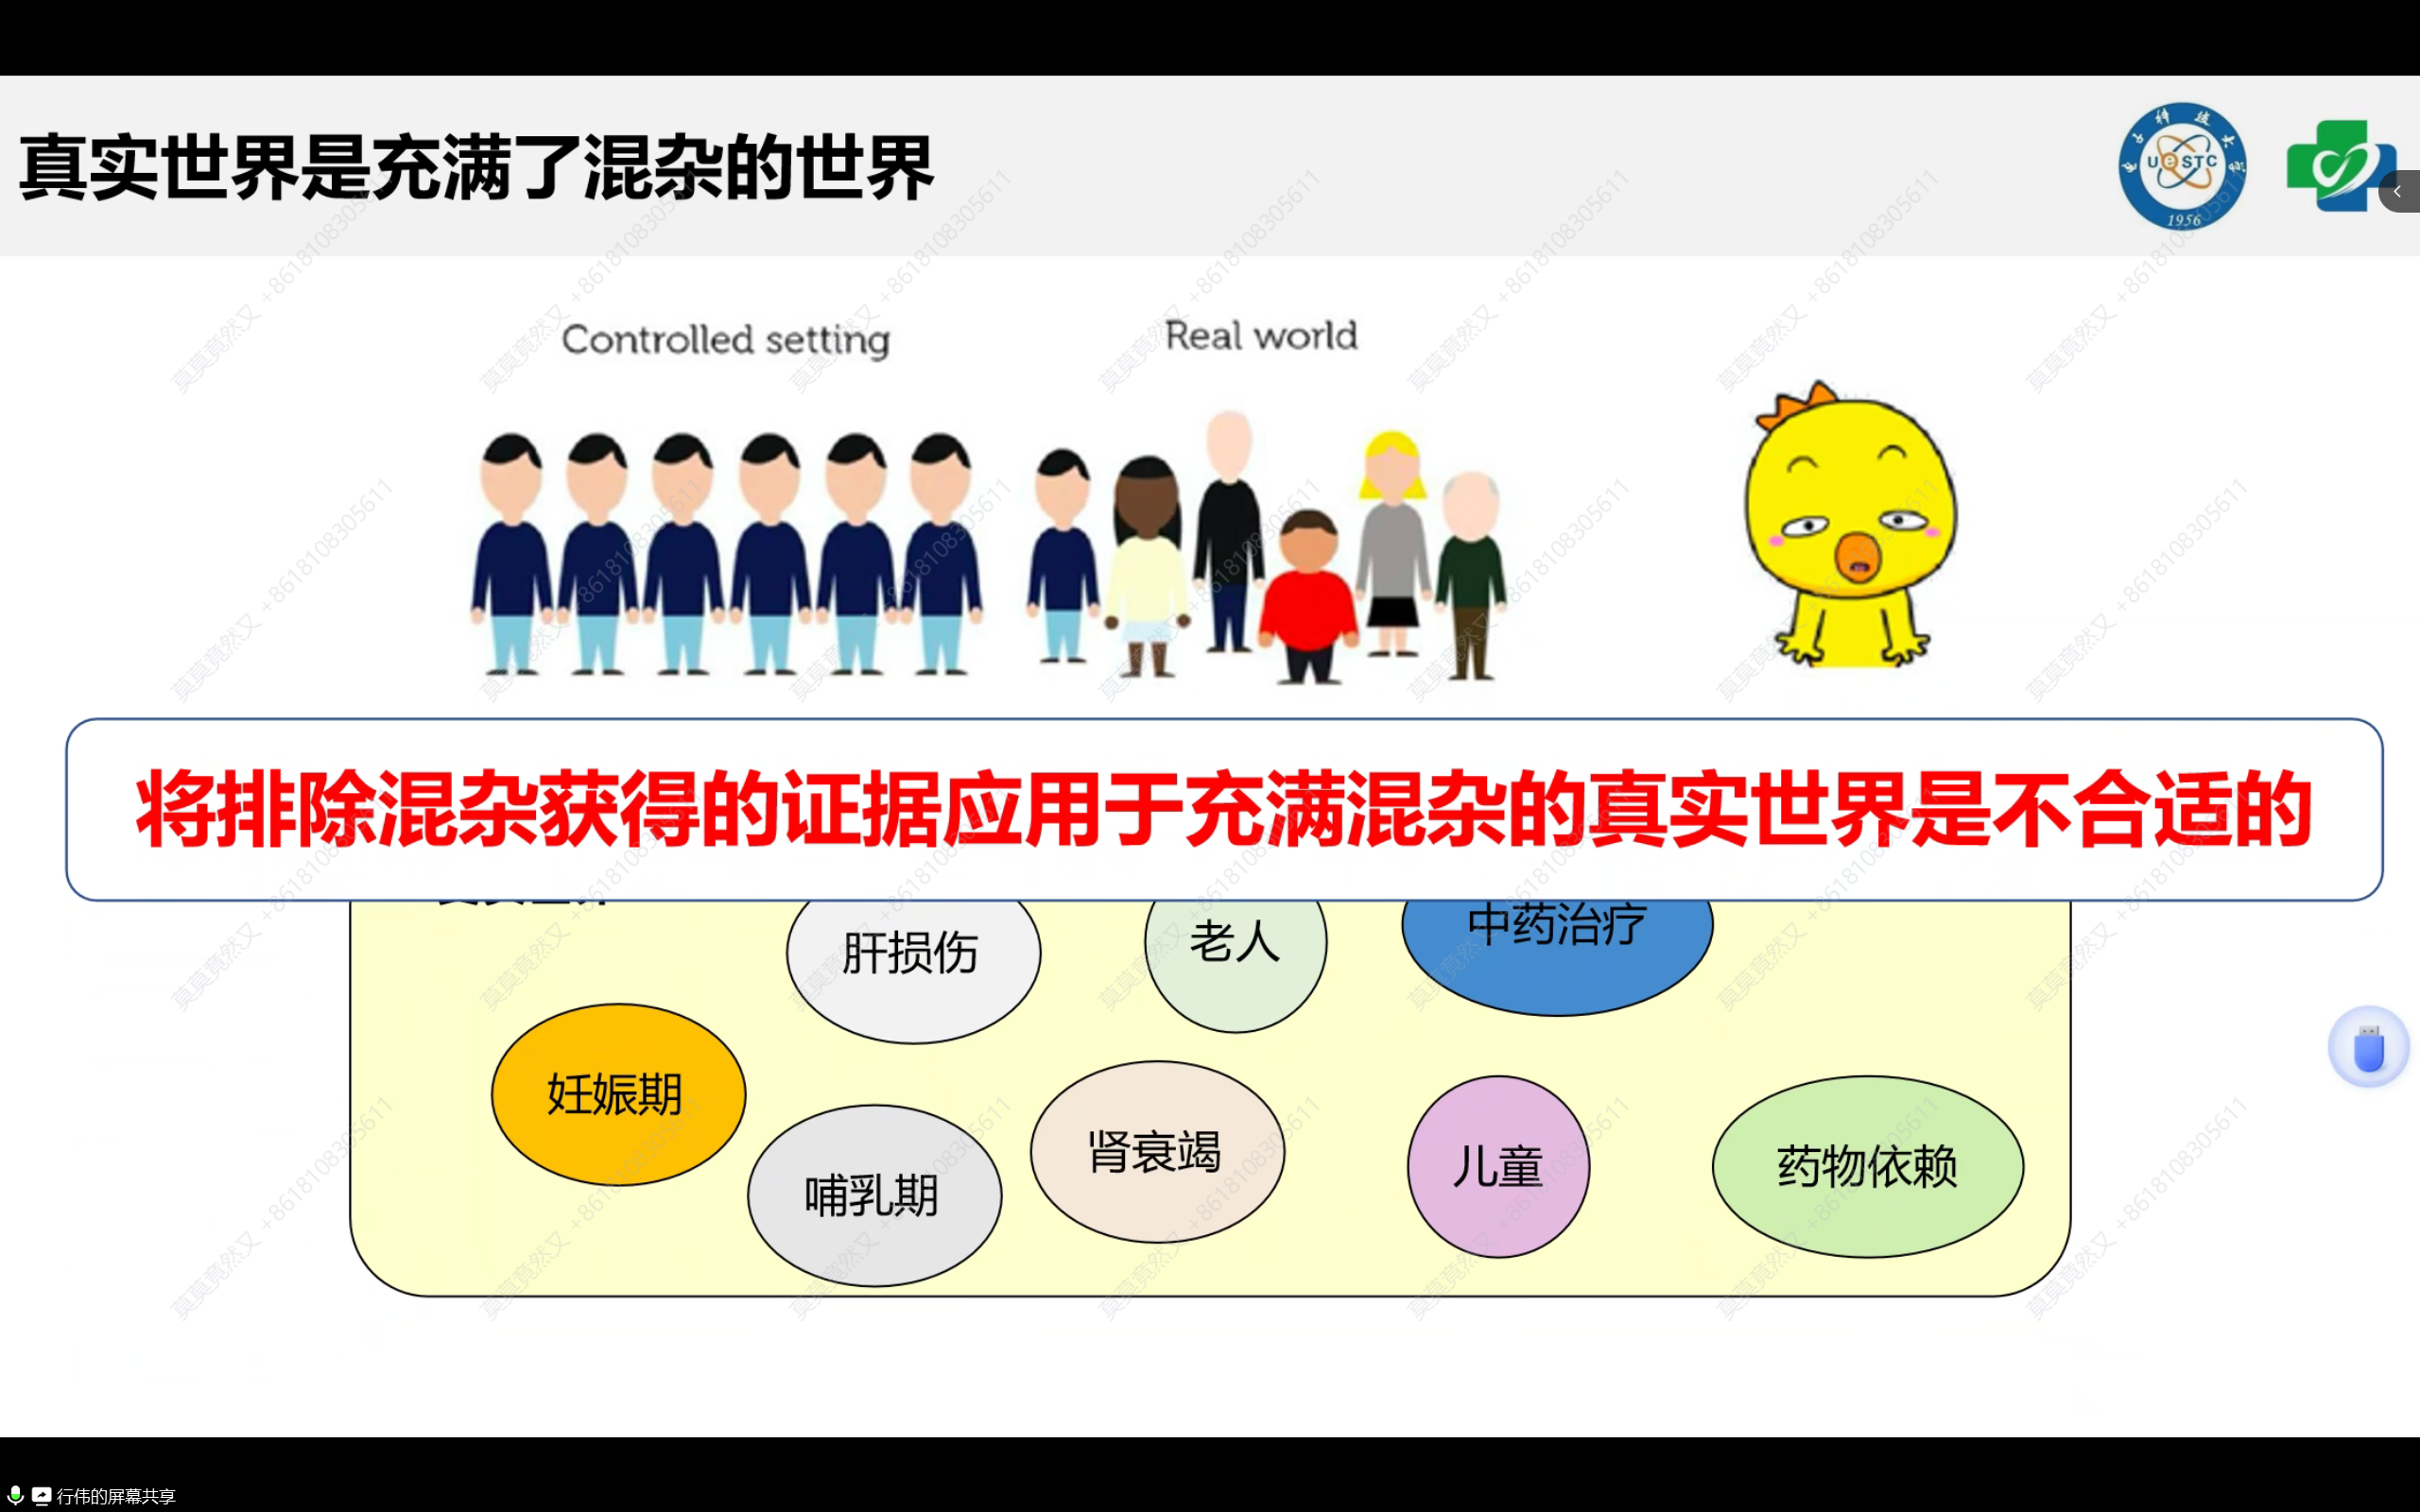 真实世界是充满了混杂的世界
UeSTC
1956
Controlled setting
Real world
将排除混杂获得的证据应用于充满混杂的真实世界是不合适的
肝损伤
老人
中药治疗
妊娠期
哺乳期
肾衰竭
儿童
药物依赖
莫莫竟然又 +8618108305611
行伟的屏幕共享